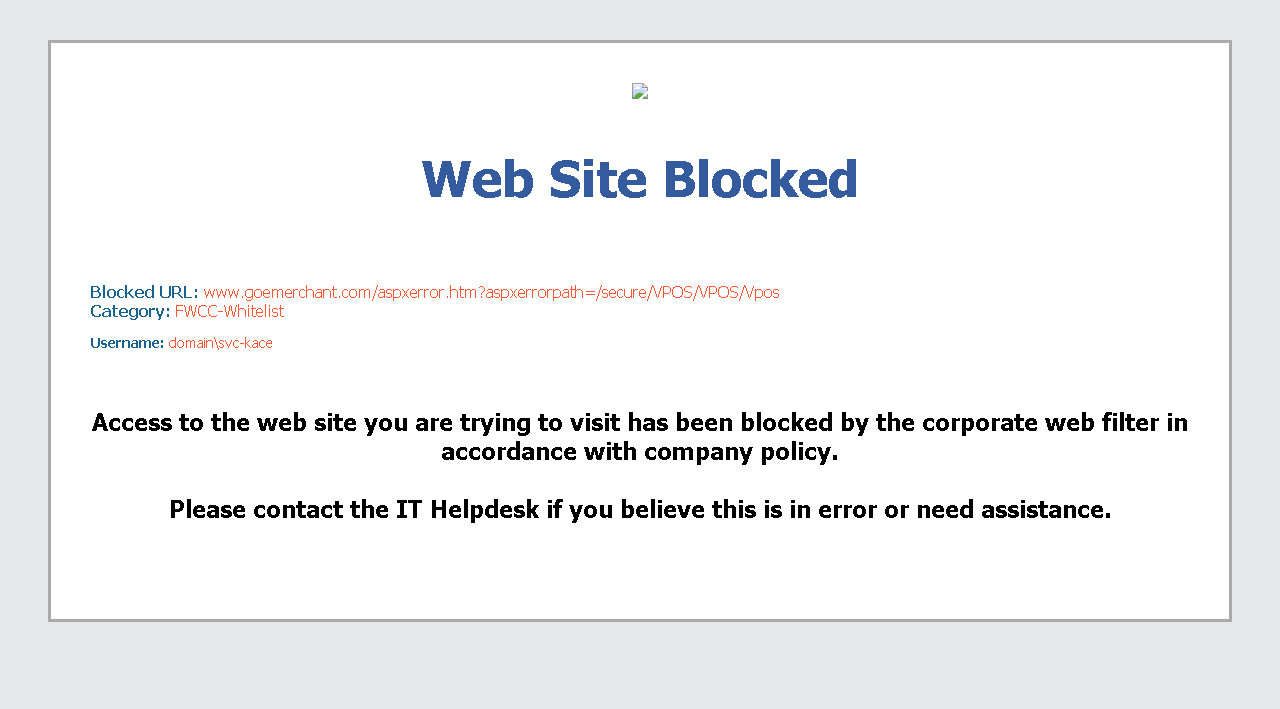 Web Site Blocked
Blocked URL: www.goemerchant.com/aspxerror.htm?aspxerrorpath=/secure/VPOS/VPOS/Vpos
Category: FWCC-Whitelist
Username: domain\svc-kace
Access to the web site you are trying to visit has been blocked by the corporate web filter in
accordance with company policy.
Please contact the IT Helpdesk if you believe this is in error or need assistance.